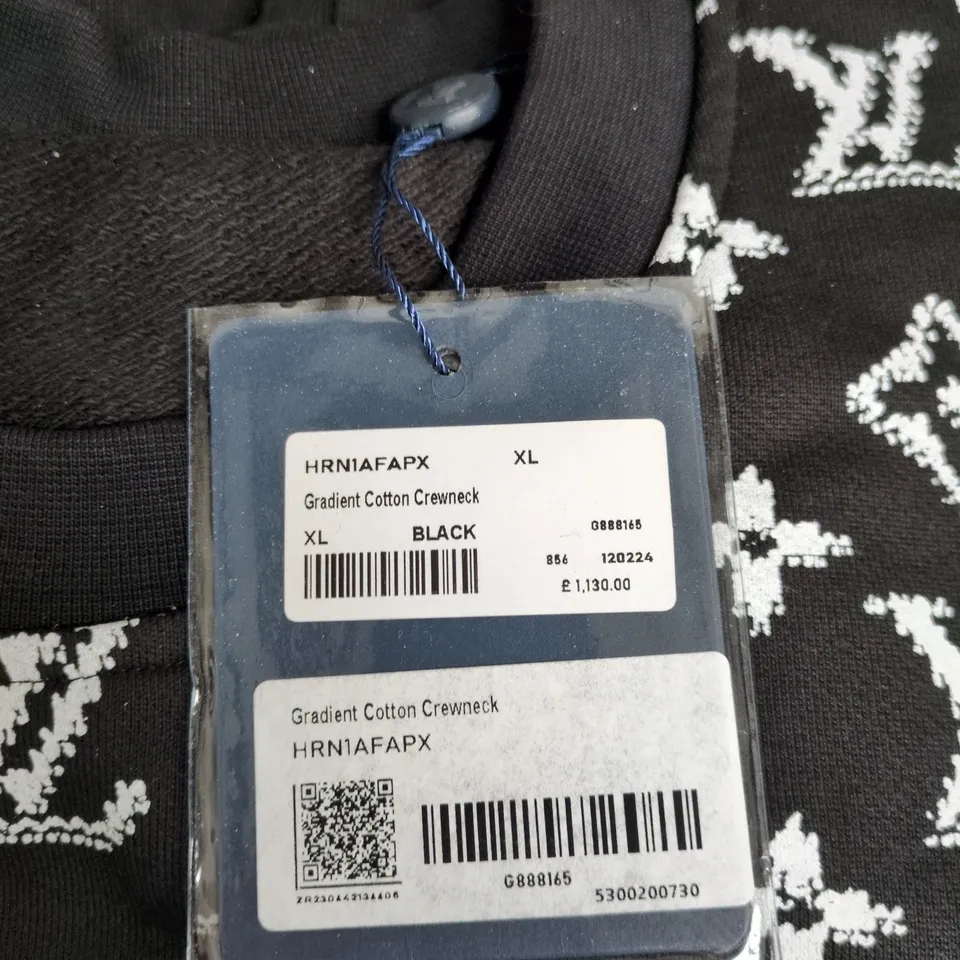 HRN1AFAPX XL
Gradient Cotton Crewneck
XL BLACK G888165
856 120224
£ 1,130.00
Gradient Cotton Crewneck
HRN1AFAPX
G888165
5300200730